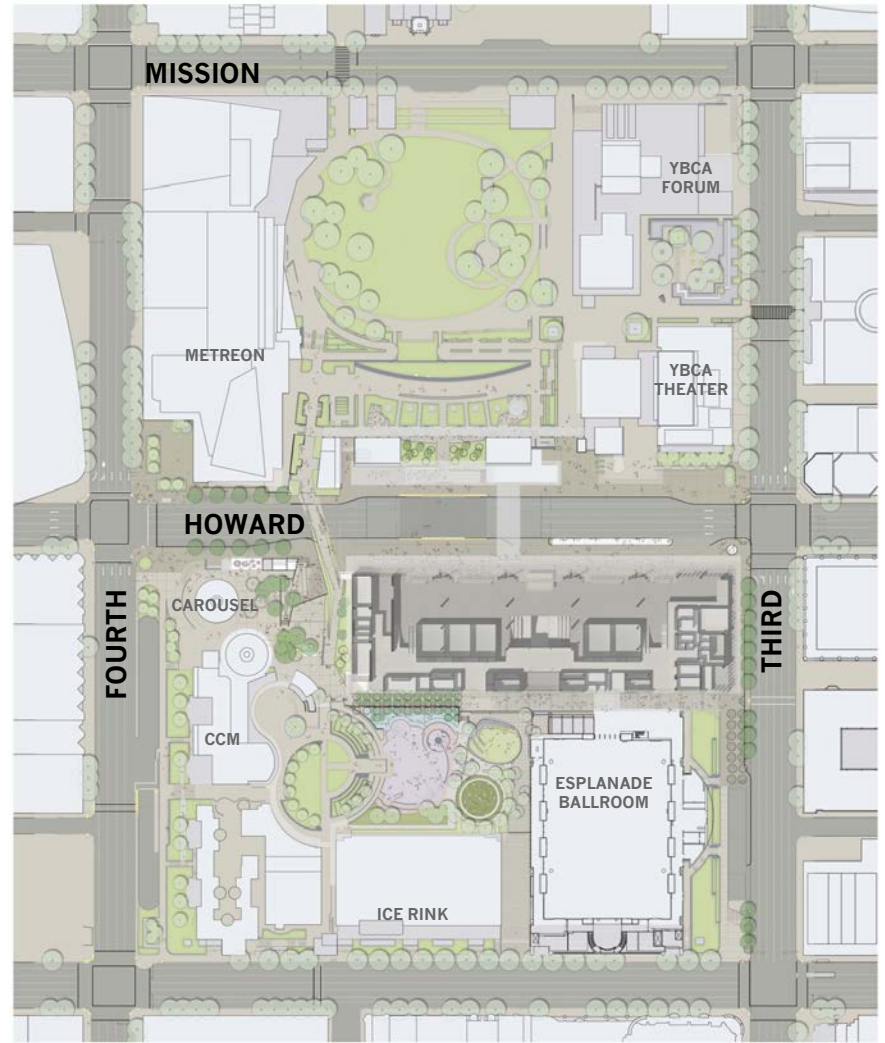 MISSION
YBCA
FORUM
METREON
YBCA
THEATER
HOWARD
CAROUSEL
FOURTH
THIRD
CCM
ESPLANADE
BALLROOM
ICE RINK